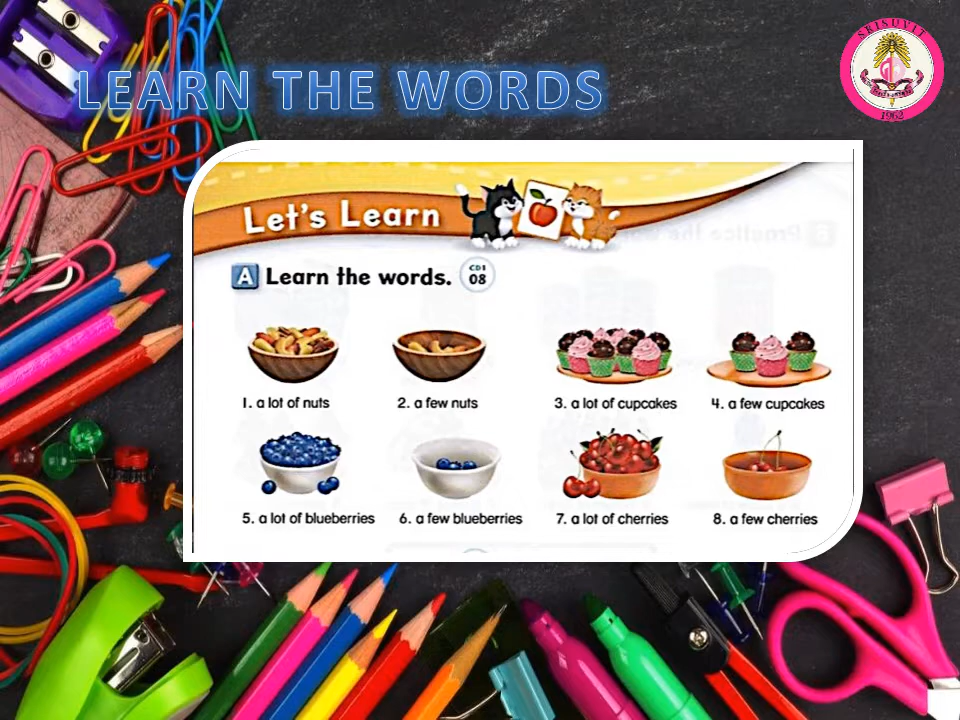 LEARN THE WORDS
SRISUVIT
1962
Let's Learn
A Learn the words. CD1 08
1. a lot of nuts
2. a few nuts
3. a lot of cupcakes
4. a few cupcakes
5. a lot of blueberries
6. a few blueberries
7. a lot of cherries
8. a few cherries